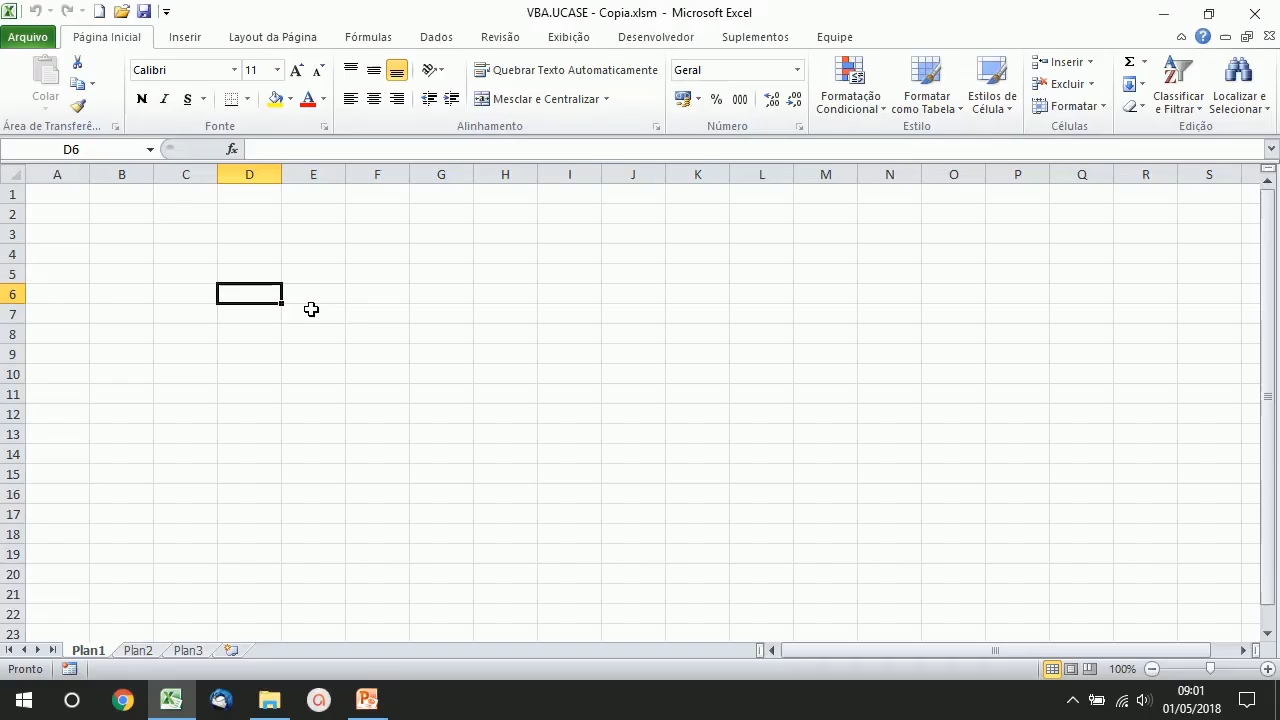 VBA.UCASE - Copia.xlsm - Microsoft Excel
Arquivo Página Inicial Inserir Layout da Página Fórmulas Dados Revisão Exibição Desenvolvedor Suplementos Equipe
Colar
Calibri 11
N I S
Quebrar Texto Automaticamente
Mesclar e Centralizar
Geral
% 000
Formatação Condicional
Formatar como Tabela
Estilos de Célula
Inserir
Excluir
Formatar
Classificar e Filtrar
Localizar e Selecionar
Área de Transferê... Fonte Alinhamento Número Estilo Células Edição
D6 fx
A B C D E F G H I J K L M N O P Q R S
1
2
3
4
5
6
7
8
9
10
11
12
13
14
15
16
17
18
19
20
21
22
23
Plan1 Plan2 Plan3
Pronto 100%
09:01
01/05/2018